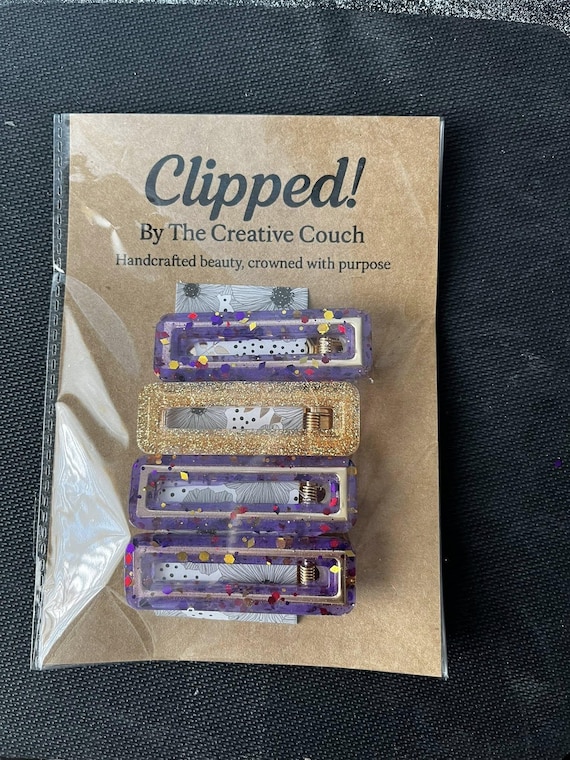 Clipped!
By The Creative Couch
Handcrafted beauty, crowned with purpose